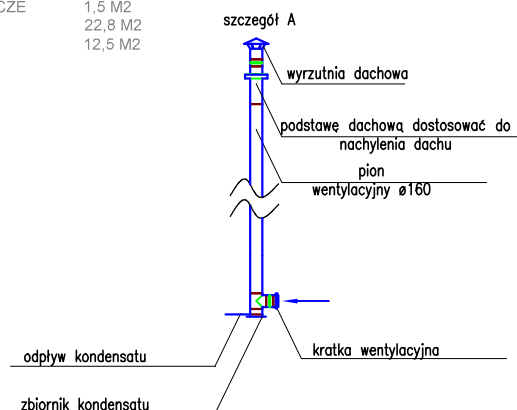 CZE 1,5 M2
22,8 M2
12,5 M2
szczegół A
wyrzutnia dachowa
podstawę dachową dostosować do
nachylenia dachu
pion
wentylacyjny ø160
kratka wentylacyjna
odpływ kondensatu
zbiornik kondensatu